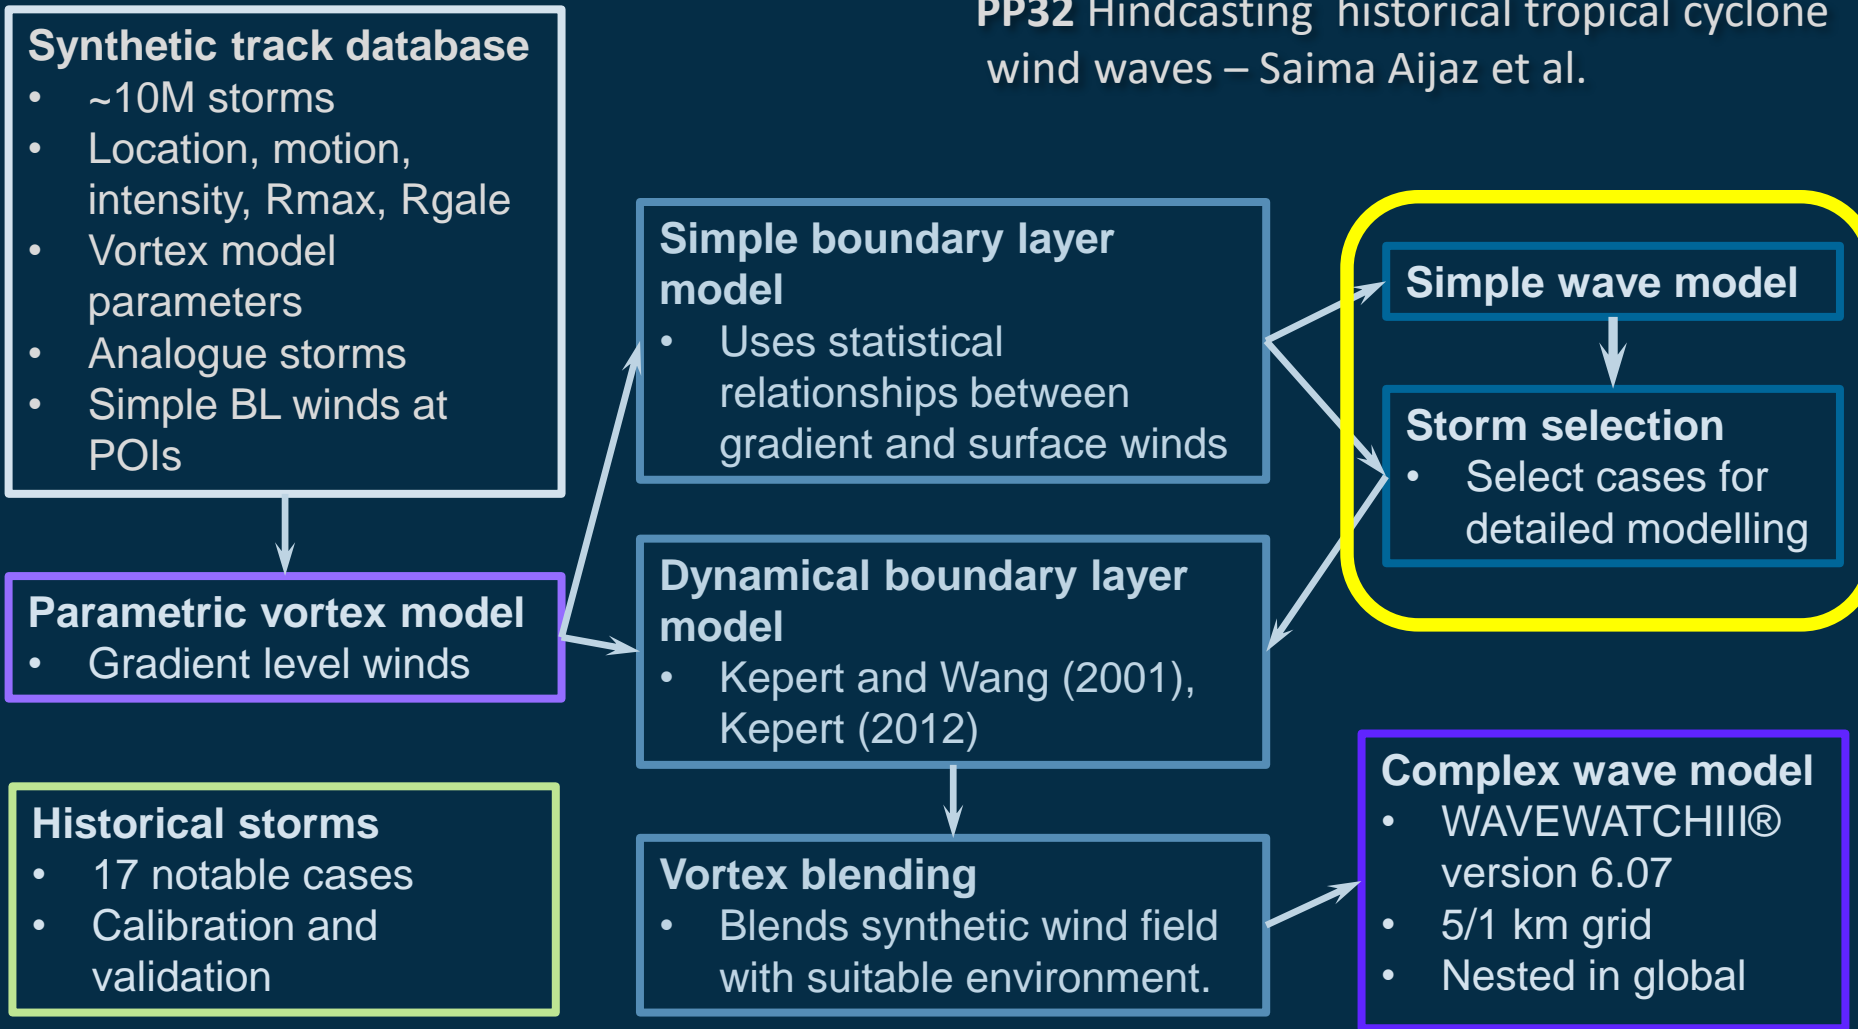 PP32 Hindcasting historical tropical cyclone
wind waves – Saima Aijaz et al.
Synthetic track database
• ~10M storms
• Location, motion,
intensity, Rmax, Rgale
• Vortex model
parameters
• Analogue storms
• Simple BL winds at
POIs
Parametric vortex model
• Gradient level winds
Historical storms
• 17 notable cases
• Calibration and
validation
Simple boundary layer
model
• Uses statistical
relationships between
gradient and surface winds
Dynamical boundary layer
model
• Kepert and Wang (2001),
Kepert (2012)
Vortex blending
• Blends synthetic wind field
with suitable environment.
Simple wave model
Storm selection
• Select cases for
detailed modelling
Complex wave model
• WAVEWATCHIII®
version 6.07
• 5/1 km grid
• Nested in global